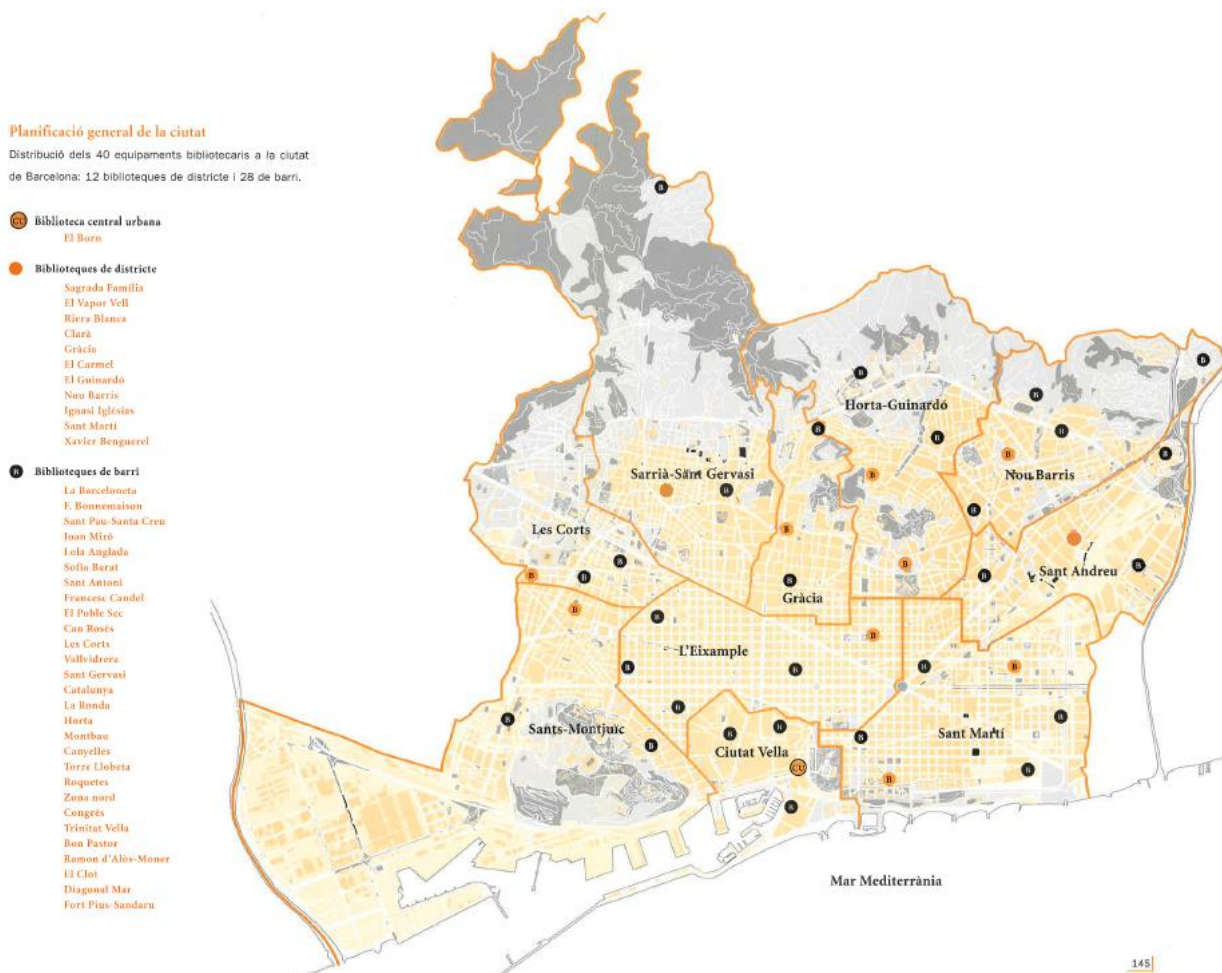 Planificació general de la ciutat
Distribució dels 40 equipaments bibliotecaris a la ciutat
de Barcelona: 12 biblioteques de districte i 28 de barri.
CU Biblioteca central urbana
El Born
Biblioteques de districte
Sagrada Família
El Vapor Vell
Riera Blanca
Clarà
Gràcia
El Carmel
El Guinardó
Nou Barris
Ignasi Iglésias
Sant Martí
Xavier Benguerel
B Biblioteques de barri
La Barceloneta
F. Bonnemaison
Sant Pau-Santa Creu
Joan Miró
Lola Anglada
Sofia Barat
Sant Antoni
Francesc Candel
El Poble Sec
Can Rosés
Les Corts
Vallvidrera
Sant Gervasi
Catalunya
La Ronda
Horta
Montbau
Canyelles
Torre Llobeta
Roquetes
Zona nord
Congrés
Trinitat Vella
Bon Pastor
Ramon d'Alòs-Moner
El Clot
Diagonal Mar
Fort Pius-Sandaru
B
B
B
Horta-Guinardó
B
B
B
B
B
B
B
Nou Barris
Sarrià-Sant Gervasi
B
B
Les Corts
B
B
B
B
B
B
Gràcia
B
Sant Andreu
B
B
B
B
L'Eixample
B
B
B
B
B
B
Sants-Montjuïc
B
B
B
Ciutat Vella
B
B
Sant Martí
B
CU
B
B
B
Mar Mediterrània
145